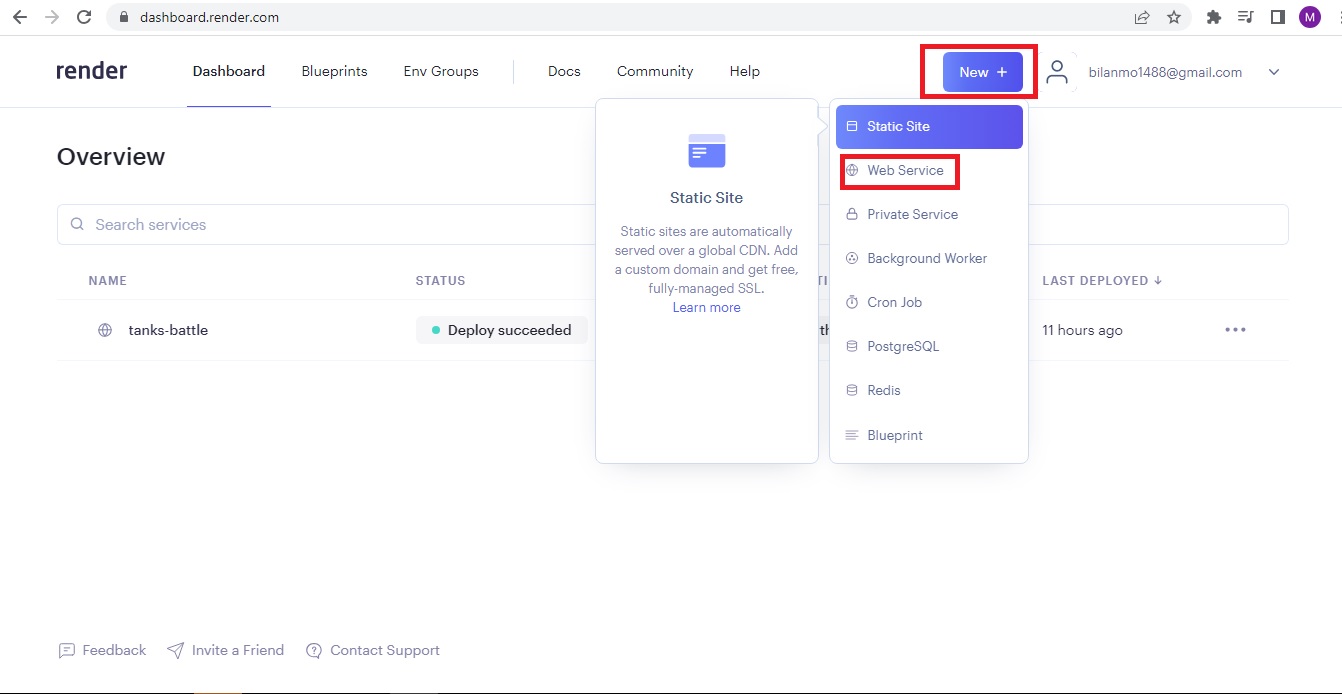 dashboard.render.com
M
render
Dashboard
Blueprints
Env Groups
Docs
Community
Help
New +
bilanmo1488@gmail.com
Overview
Search services
NAME
STATUS
LAST DEPLOYED ↓
tanks-battle
Deploy succeeded
11 hours ago
Static Site
Static sites are automatically
served over a global CDN. Add
a custom domain and get free,
fully-managed SSL.
Learn more
Static Site
Web Service
Private Service
Background Worker
Cron Job
PostgreSQL
Redis
Blueprint
Feedback
Invite a Friend
Contact Support